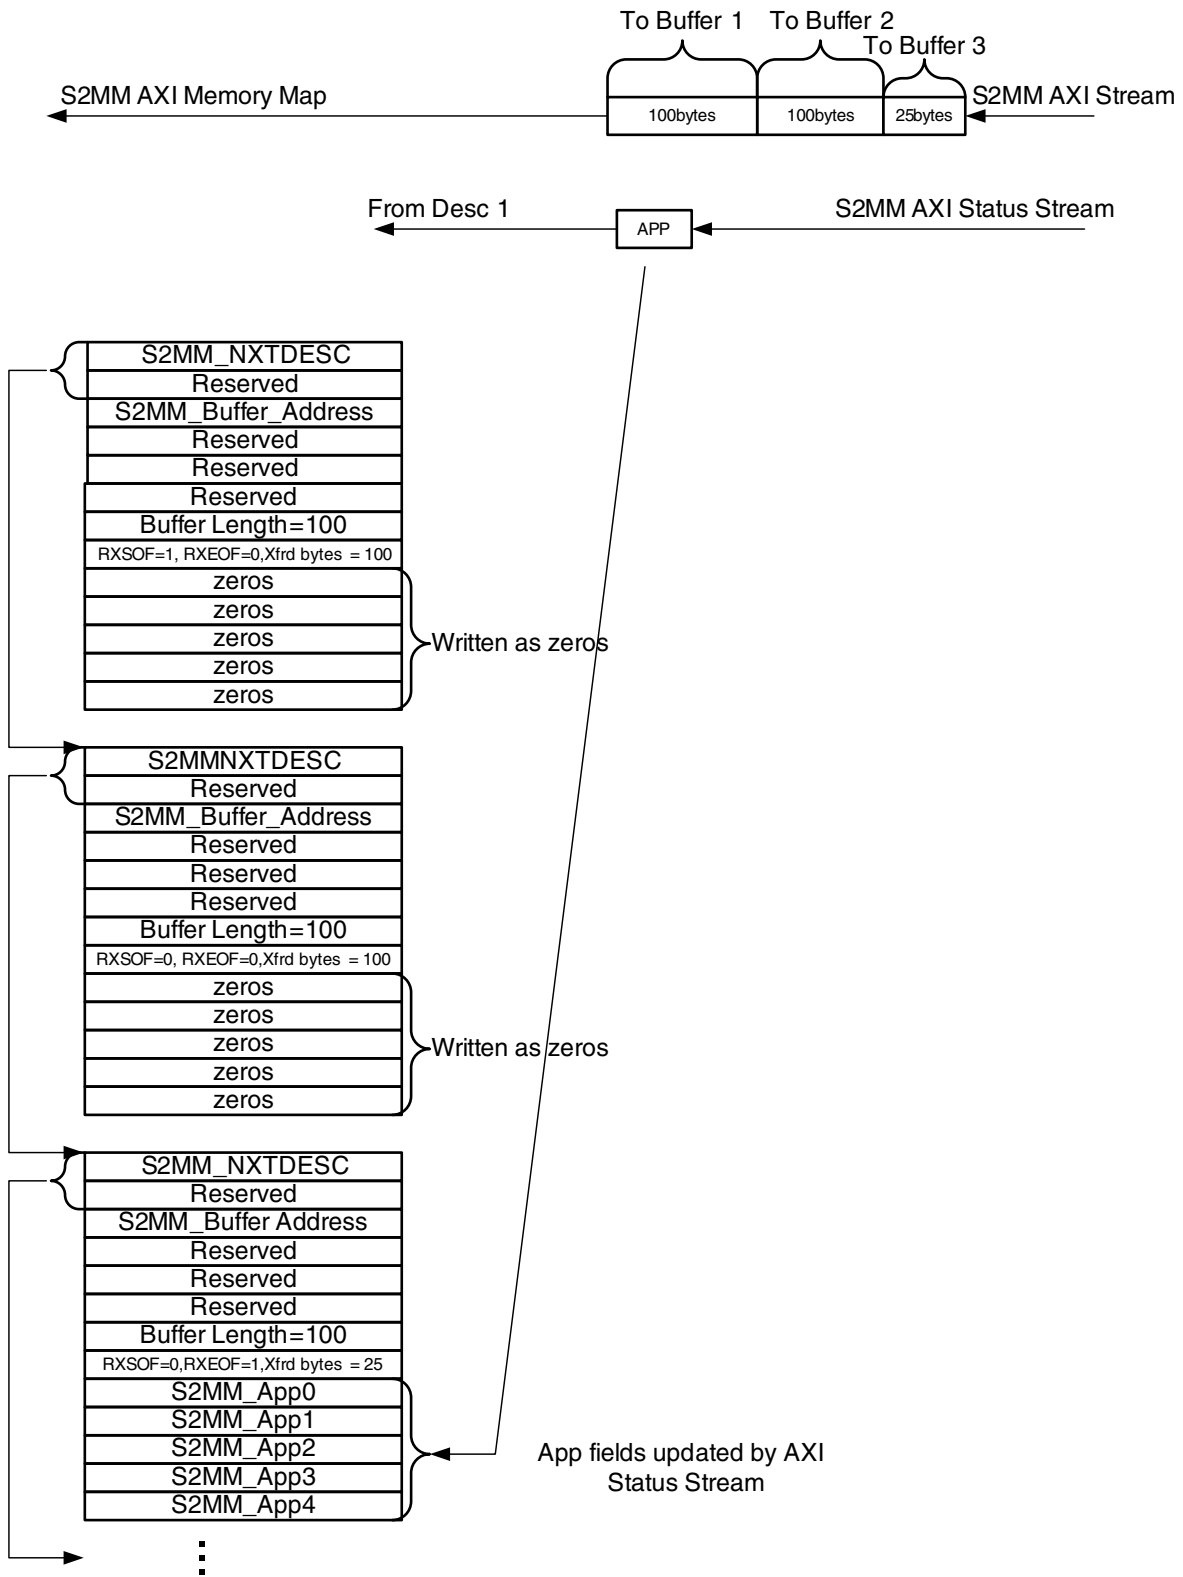 To Buffer 1
To Buffer 2
To Buffer 3
S2MM AXI Memory Map
100bytes
100bytes
25bytes
S2MM AXI Stream
From Desc 1
APP
S2MM AXI Status Stream
S2MM_NXTDESC
Reserved
S2MM_Buffer_Address
Reserved
Reserved
Reserved
Buffer Length=100
RXSOF=1, RXEOF=0,Xfrd bytes = 100
zeros
zeros
zeros
zeros
zeros
Written as zeros
S2MMNXTDESC
Reserved
S2MM_Buffer_Address
Reserved
Reserved
Reserved
Buffer Length=100
RXSOF=0, RXEOF=0,Xfrd bytes = 100
zeros
zeros
zeros
zeros
zeros
Written as zeros
S2MM_NXTDESC
Reserved
S2MM_Buffer Address
Reserved
Reserved
Reserved
Buffer Length=100
RXSOF=0,RXEOF=1,Xfrd bytes = 25
S2MM_App0
S2MM_App1
S2MM_App2
S2MM_App3
S2MM_App4
App fields updated by AXI
Status Stream